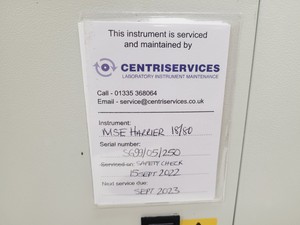 This instrument is serviced
and maintained by
CENTRISERVICES
LABORATORY INSTRUMENT MAINTENANCE
Call - 01335 368064
Email - service@centriservices.co.uk
Instrument:
MSE HARRIER 18/80
Serial number:
SG99/05/250
Serviced on: SAFETY CHECK
15 SEPT 2022
Next service due:
SEPT 2023